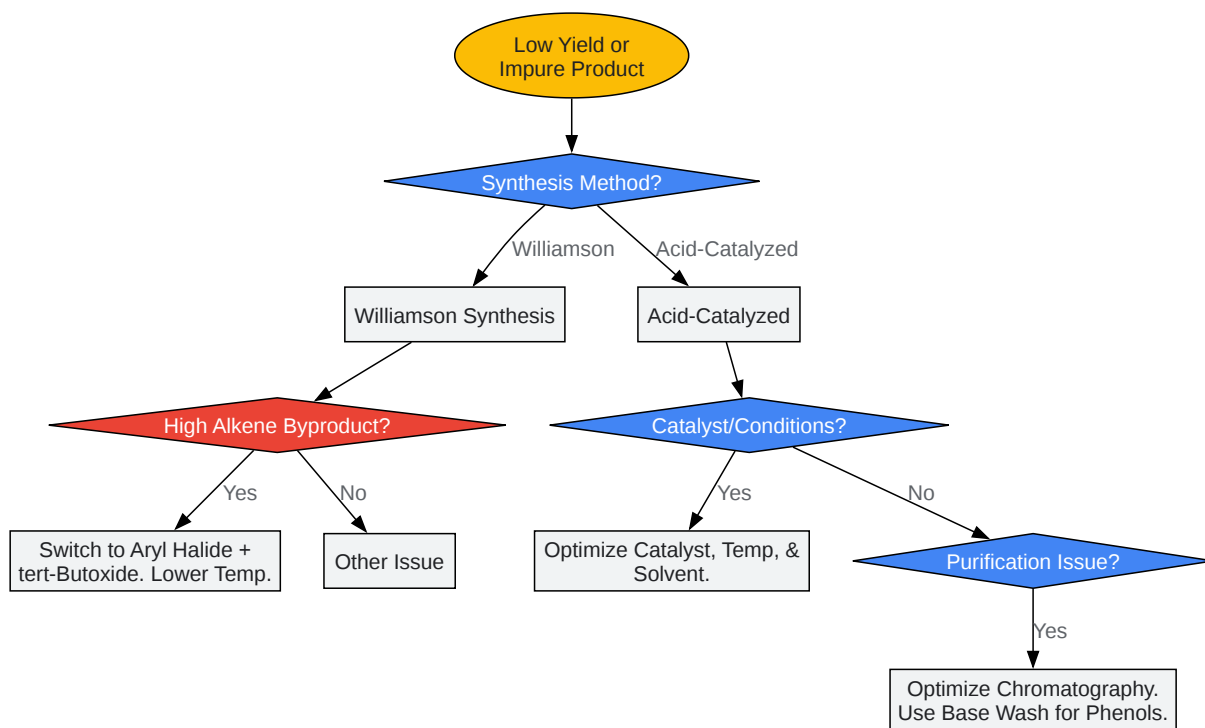 Low Yield or
Impure Product
Synthesis Method?
Williamson
Acid-Catalyzed
Williamson Synthesis
Acid-Catalyzed
High Alkene Byproduct?
Catalyst/Conditions?
Yes
No
Yes
No
Switch to Aryl Halide +
tert-Butoxide. Lower Temp.
Other Issue
Optimize Catalyst, Temp, &
Solvent.
Purification Issue?
Yes
Optimize Chromatography.
Use Base Wash for Phenols.